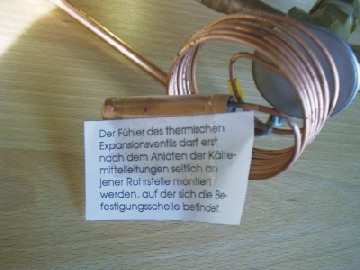 Der Fühler des thermischen
Expansionsventils darf erst
nach dem Anlöten der Kälte-
mittelleitungen seitlich an
jener Rohrstelle montiert
werden, auf der sich die Be-
festigungsschelle befindet.